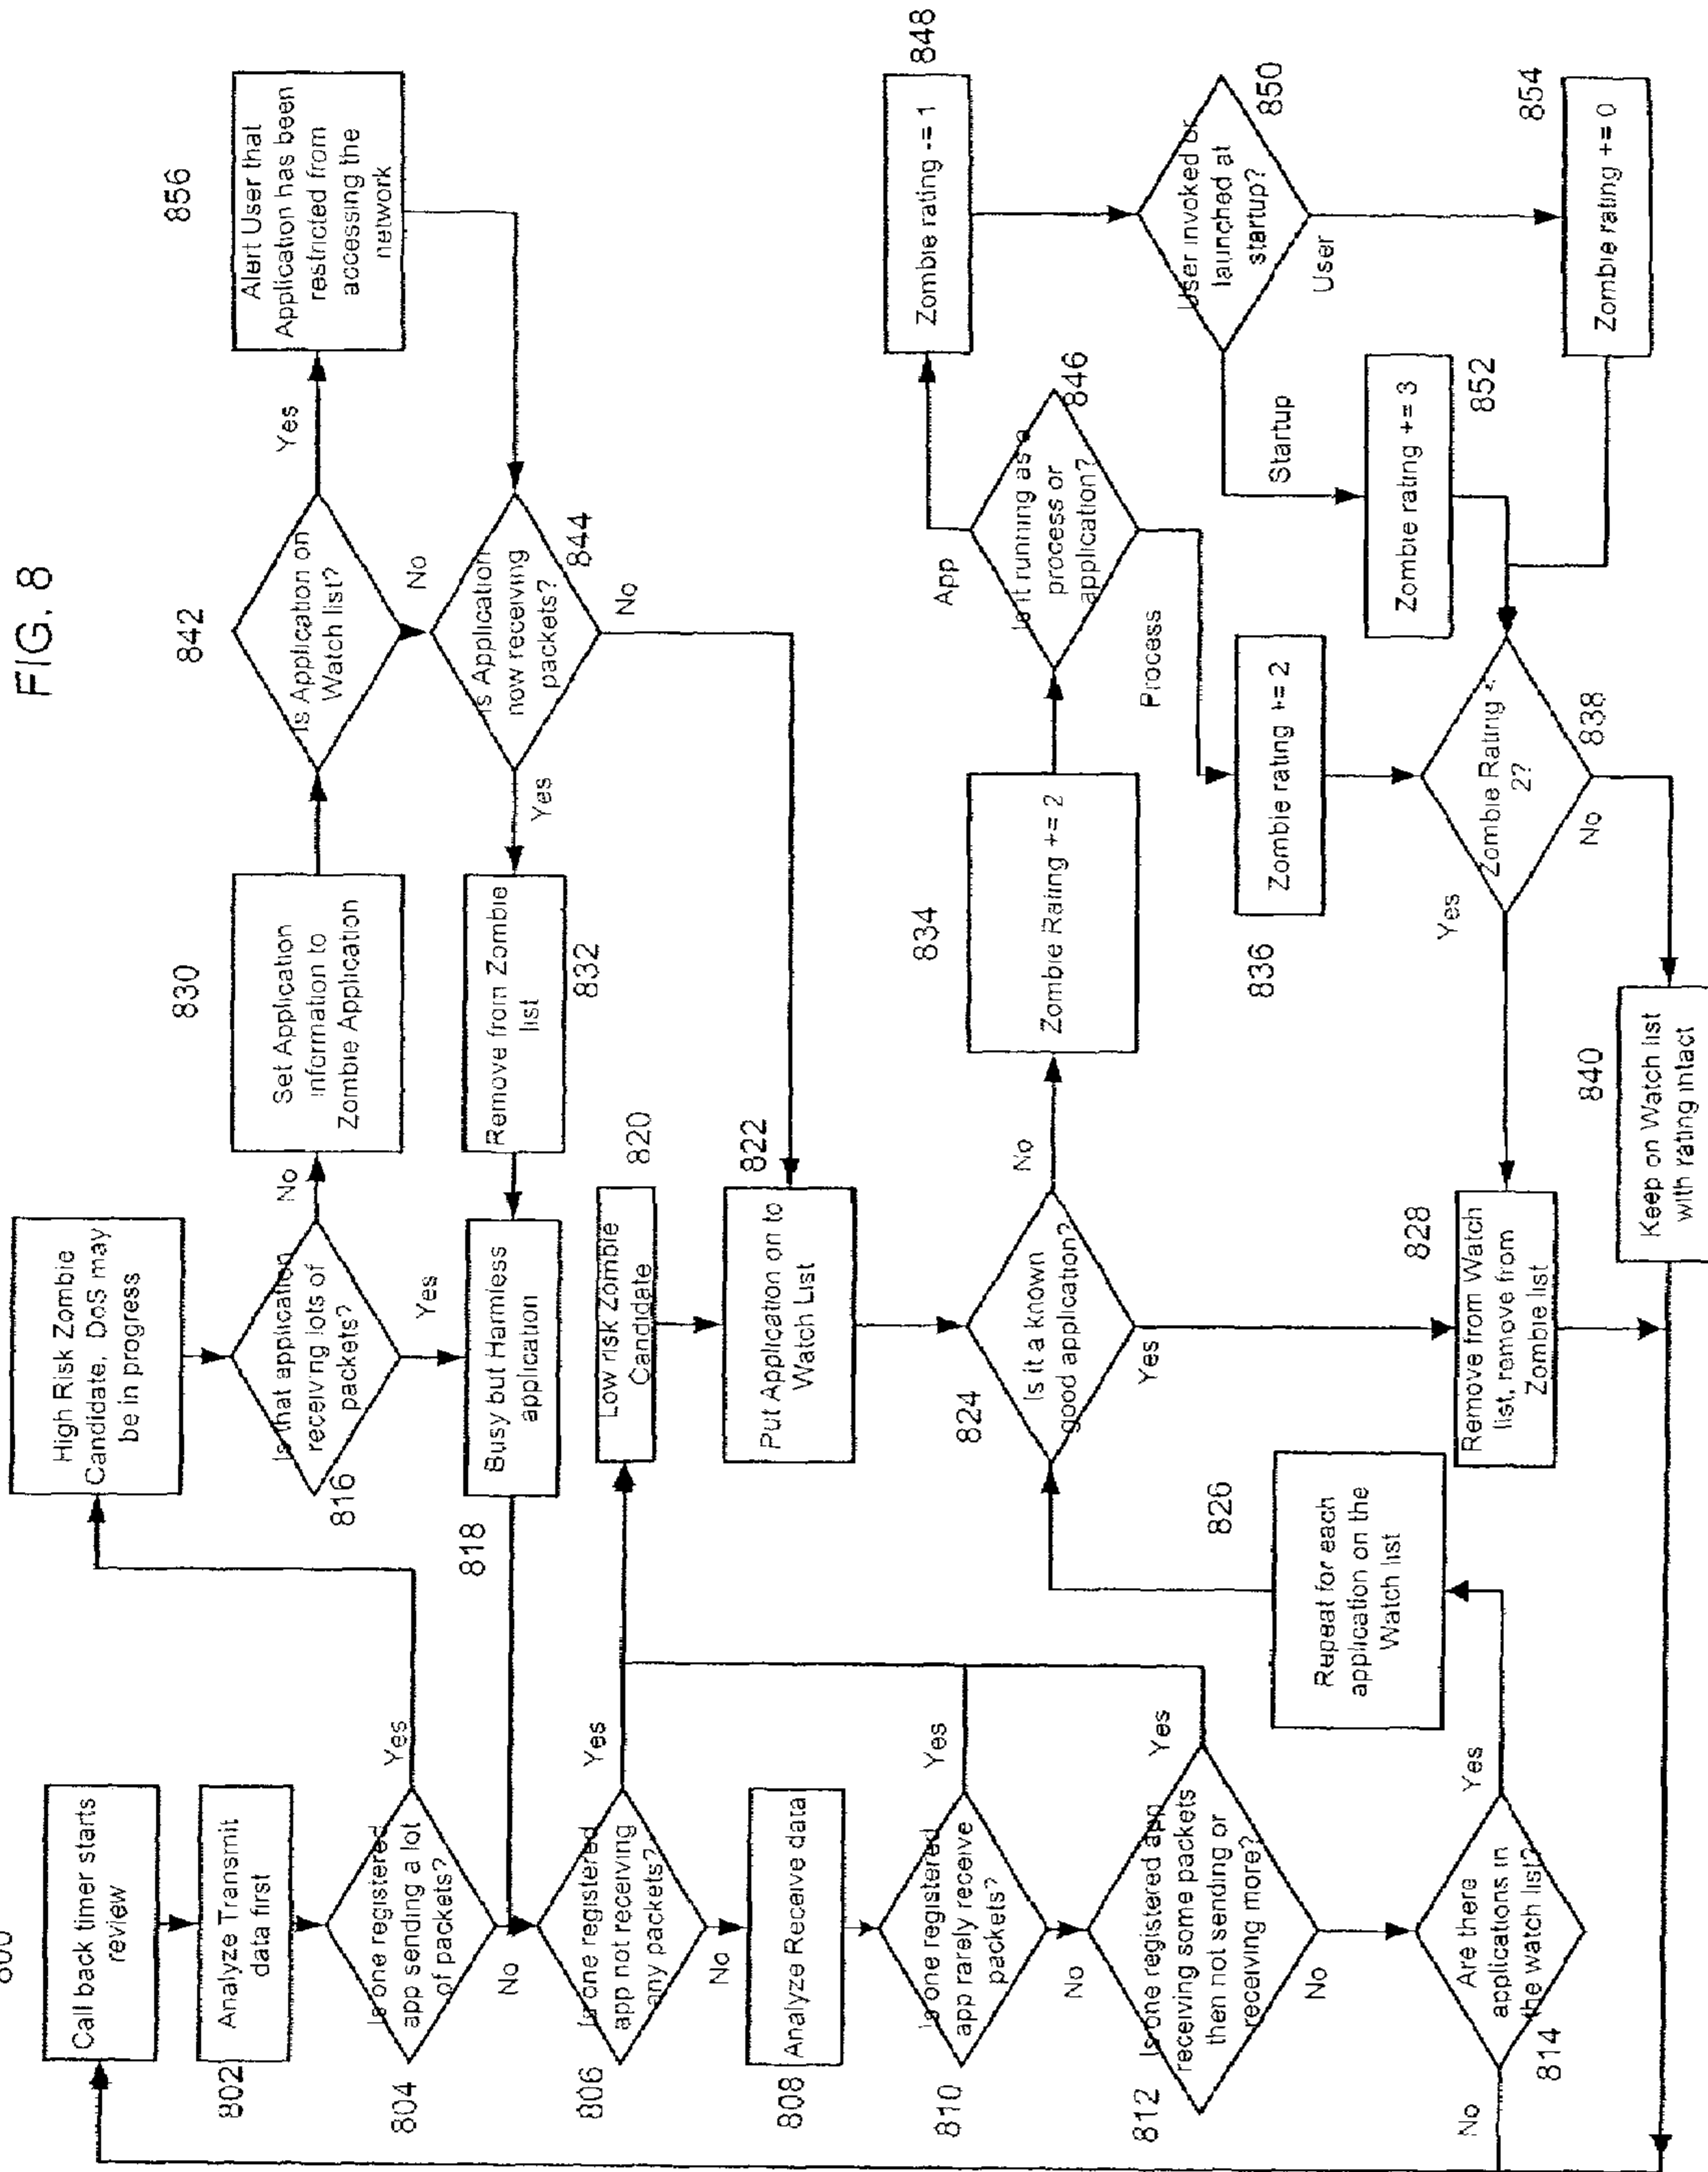 FIG. 8
Call back timer starts
review
802
Analyze Transmit
data first
804
Is one registered
app sending a lot
of packets?
Yes
No
806
Is one registered
app not receiving
any packets?
Yes
No
808
Analyze Receive data
810
Is one registered
app rarely receive
packets?
Yes
No
812
Is one registered app
receiving some packets
then not sending or
receiving more?
Yes
No
814
Are there
applications in
the watch list?
Yes
No
High Risk Zombie
Candidate, DoS may
be in progress
816
Is that application
receiving lots of
packets?
No
Yes
818
Busy but Harmless
application
820
Low risk Zombie
Candidate
822
Put Application on to
Watch List
824
Is it a known
good application?
No
Yes
826
Repeat for each
application on the
Watch list
828
Remove from Watch
list, remove from
Zombie list
830
Set Application
information to
Zombie Application
832
Remove from Zombie
list
834
Zombie Rating += 2
836
Zombie rating += 2
838
Zombie Rating <
2?
Yes
No
840
Keep on Watch list
with rating intact
842
Is Application on
Watch list?
Yes
No
844
Is Application
now receiving
packets?
Yes
No
846
Is it running as a
process or
application?
App
Process
848
Zombie rating -= 1
850
User invoked or
launched at
startup?
Startup
User
852
Zombie rating += 3
854
Zombie rating += 0
856
Alert User that
Application has been
restricted from
accessing the
network